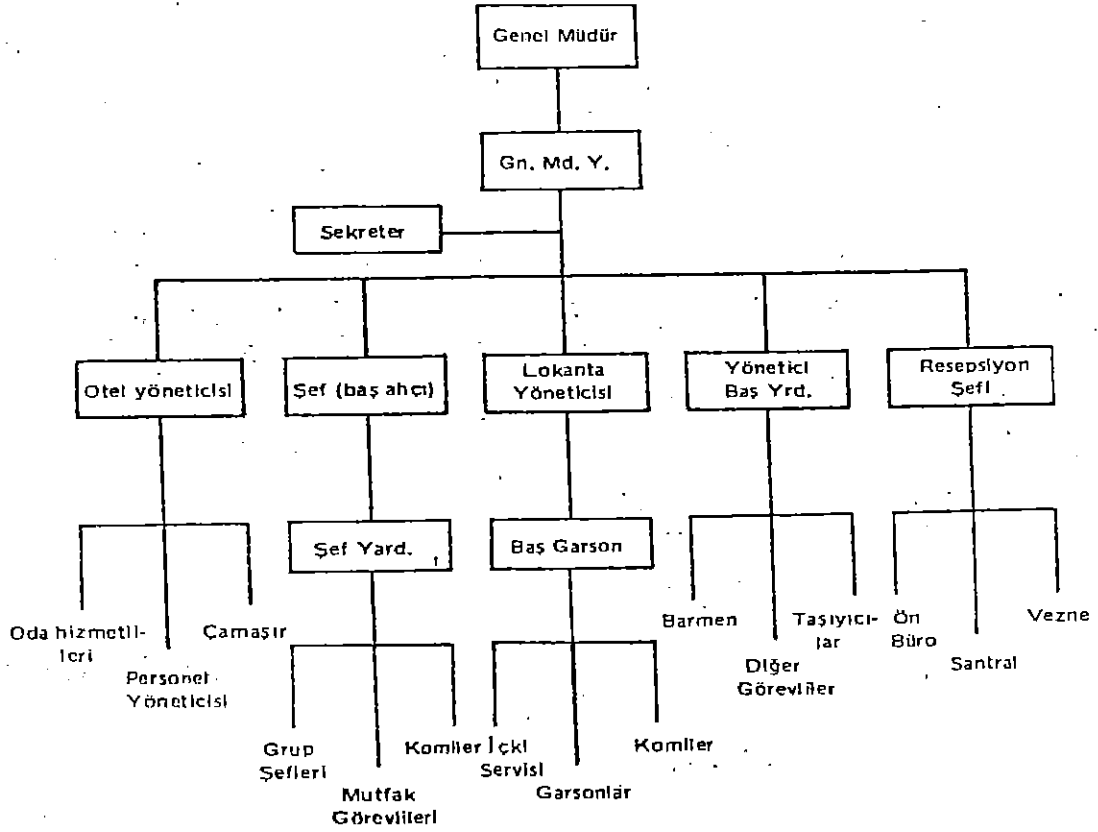 Genel Müdür
Gn. Md. Y.
Sekreter
Otel yöneticisi
Şef (baş ahçı)
Lokanta
Yöneticisi
Yönetici
Baş Yrd.
Resepsiyon
Şefi
Şef Yard.
Baş Garson
Oda hizmetli-
leri
Personel
Yöneticisi
Çamaşır
Grup
Şefleri
Mutfak
Görevlileri
Komiler
İçki
Servisi
Garsonlar
Komiler
Barmen
Diğer
Görevliler
Taşıyıcı-
lar
Ön
Büro
Santral
Vezne